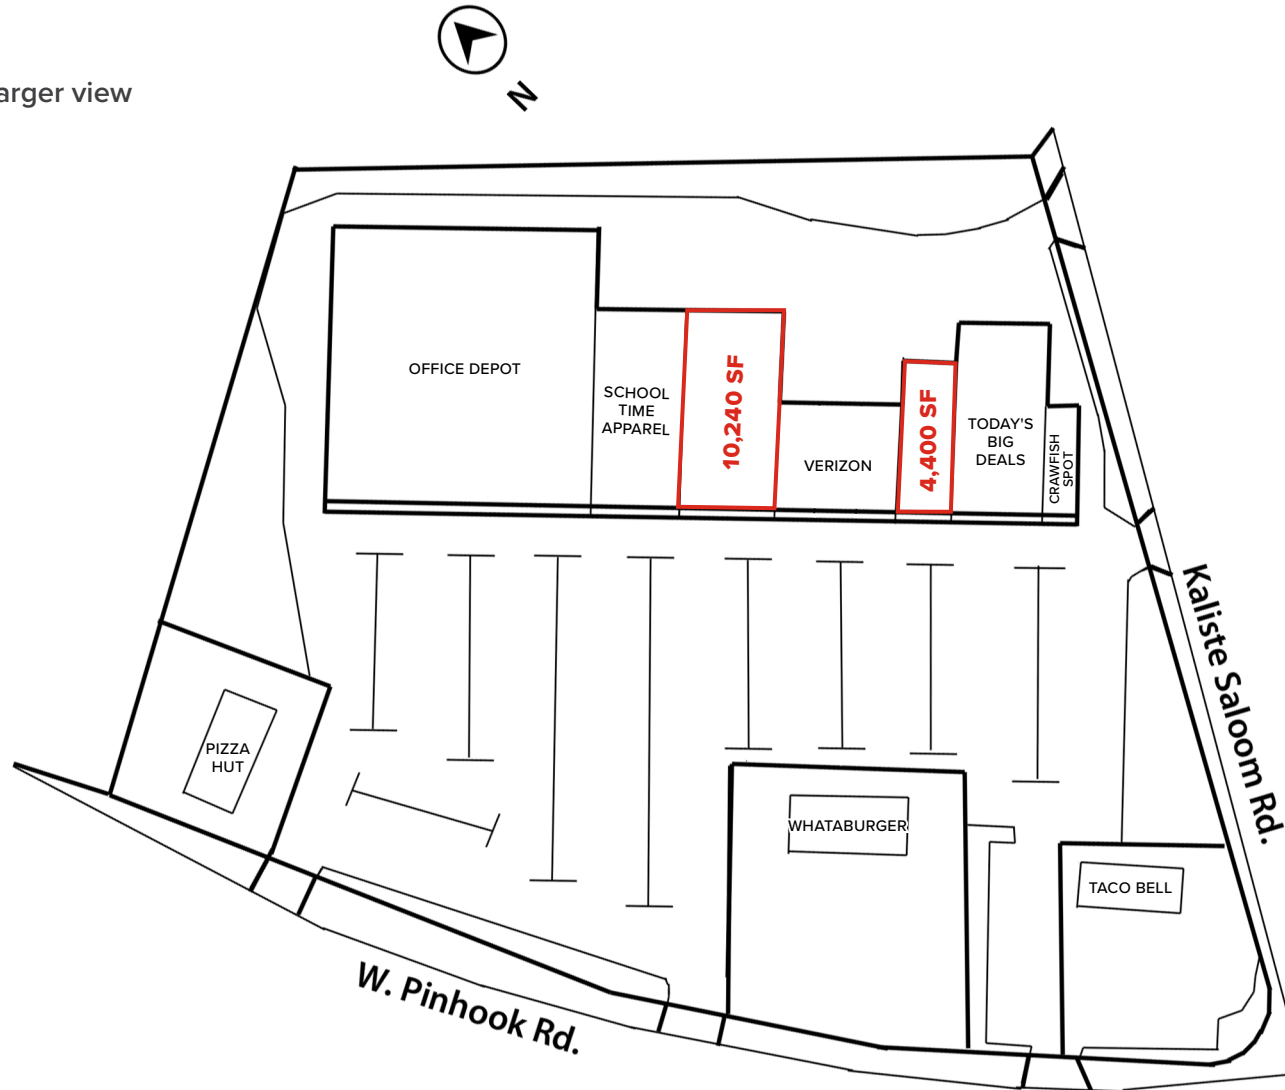 N
arger view
OFFICE DEPOT
SCHOOL
TIME
APPAREL
10,240 SF
VERIZON
4,400 SF
TODAY'S
BIG
DEALS
CRAWFISH
SPOT
Kaliste Saloom Rd.
PIZZA
HUT
WHATABURGER
TACO BELL
W. Pinhook Rd.